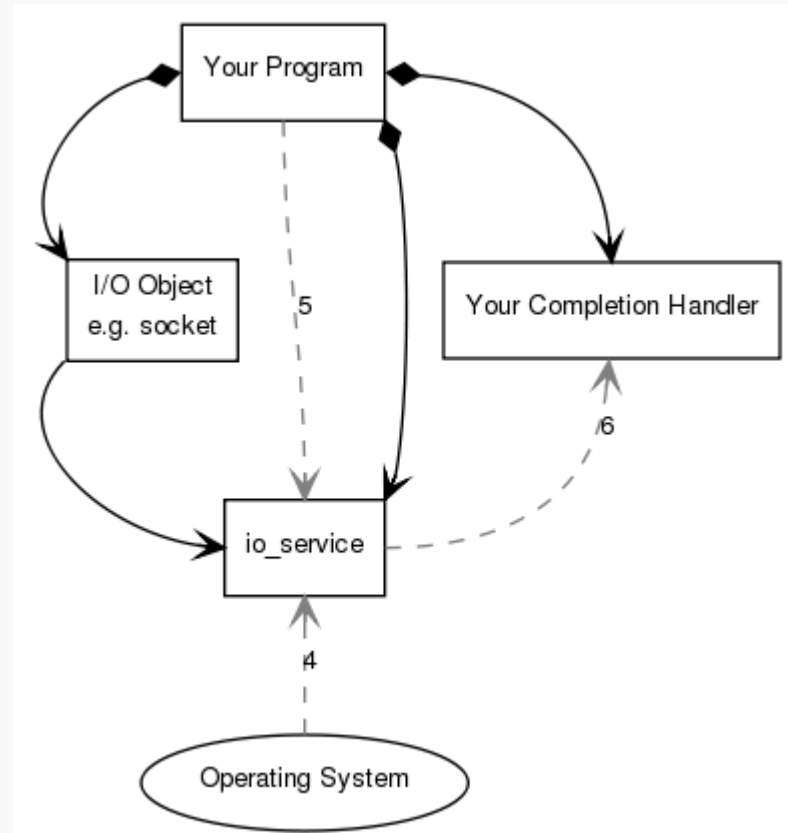 Your Program
I/O Object
e.g. socket
5
Your Completion Handler
6
io_service
4
Operating System